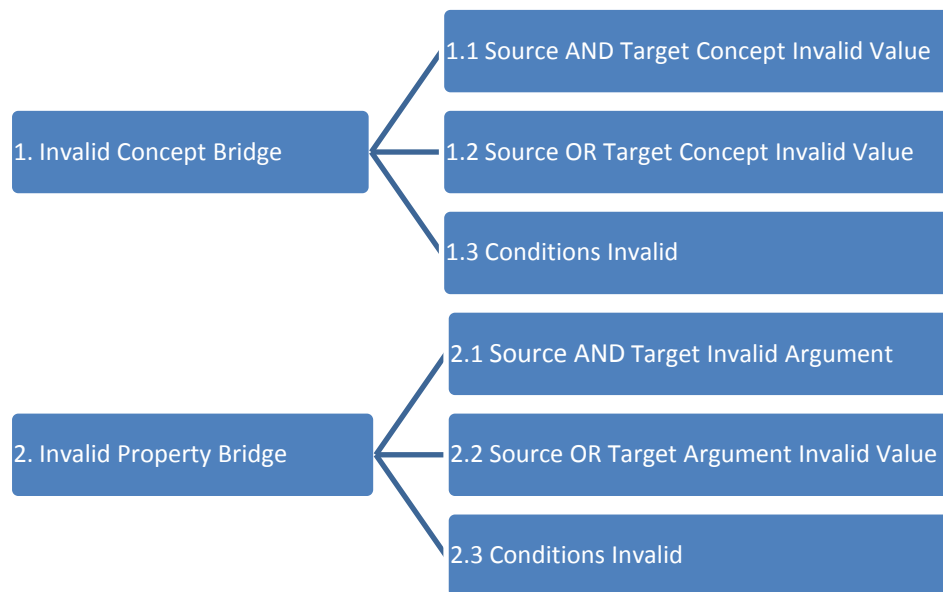 1. Invalid Concept Bridge
1.1 Source AND Target Concept Invalid Value
1.2 Source OR Target Concept Invalid Value
1.3 Conditions Invalid
2. Invalid Property Bridge
2.1 Source AND Target Invalid Argument
2.2 Source OR Target Argument Invalid Value
2.3 Conditions Invalid